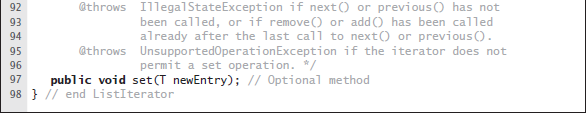 92 @throws IllegalStateException if next() or previous() has not
93 been called, or if remove() or add() has been called
94 already after the last call to next() or previous().
95 @throws UnsupportedOperationException if the iterator does not
96 permit a set operation. */
97 public void set(T newEntry); // Optional method
98 } // end ListIterator